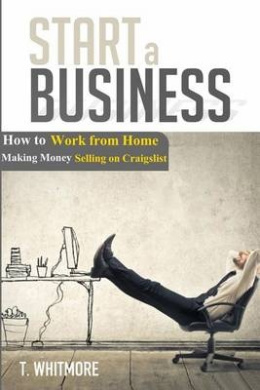 START a
BUSINESS
How to Work from Home
Making Money Selling on Craigslist
T. WHITMORE